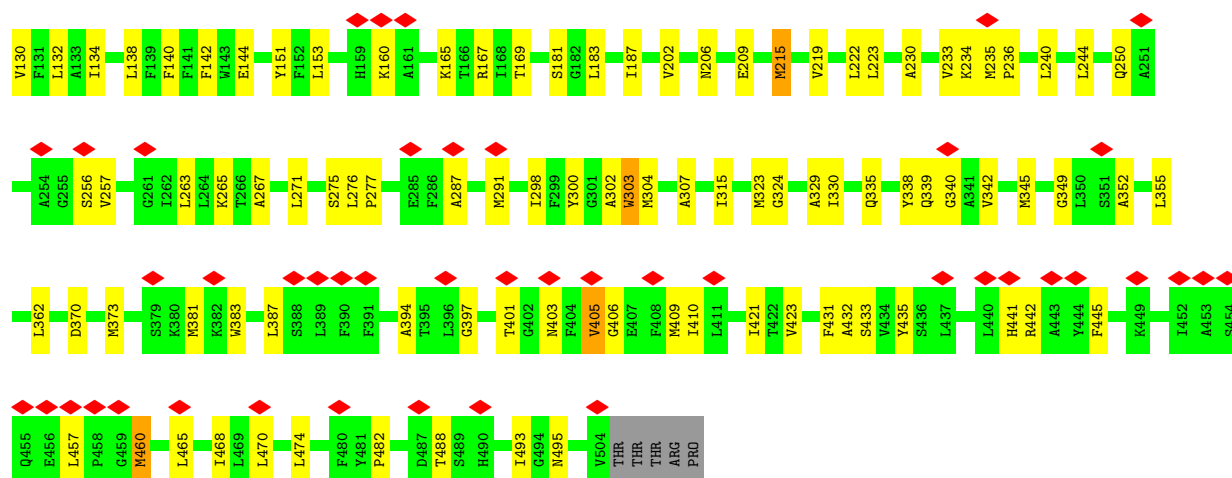 V130 F131 L132 A133 I134 L138 F139 F140 F141 F142 W143 E144 Y151 F152 L153 H159 K160 A161 K165 T166 R167 I168 T169 S181 G182 L183 I187 V202 N206 E209 M215 V219 L222 L223 A230 V233 K234 M235 P236 L240 L244 Q250 A251
A254 G255 S256 V257 G261 I262 L263 L264 K265 T266 A267 L271 S275 L276 P277 E285 F286 A287 M291 I298 F299 Y300 G301 A302 W303 M304 A307 I315 M323 G324 A329 I330 Q335 Y338 Q339 G340 A341 V342 M345 G349 L350 S351 A352 L355
L362 D370 M373 S379 K380 M381 K382 W383 L387 S388 L389 F390 F391 A394 T395 L396 G397 T401 G402 N403 F404 V405 G406 E407 F408 M409 I410 L411 I421 T422 V423 F431 A432 S433 V434 Y435 S436 L437 L440 H441 R442 A443 Y444 F445 K449 I452 A453 S454
Q455 E456 L457 P458 G459 M460 L465 I468 L469 L470 L474 F480 Y481 P482 D487 T488 S489 H490 I493 G494 N495 V504 THR THR THR ARG PRO